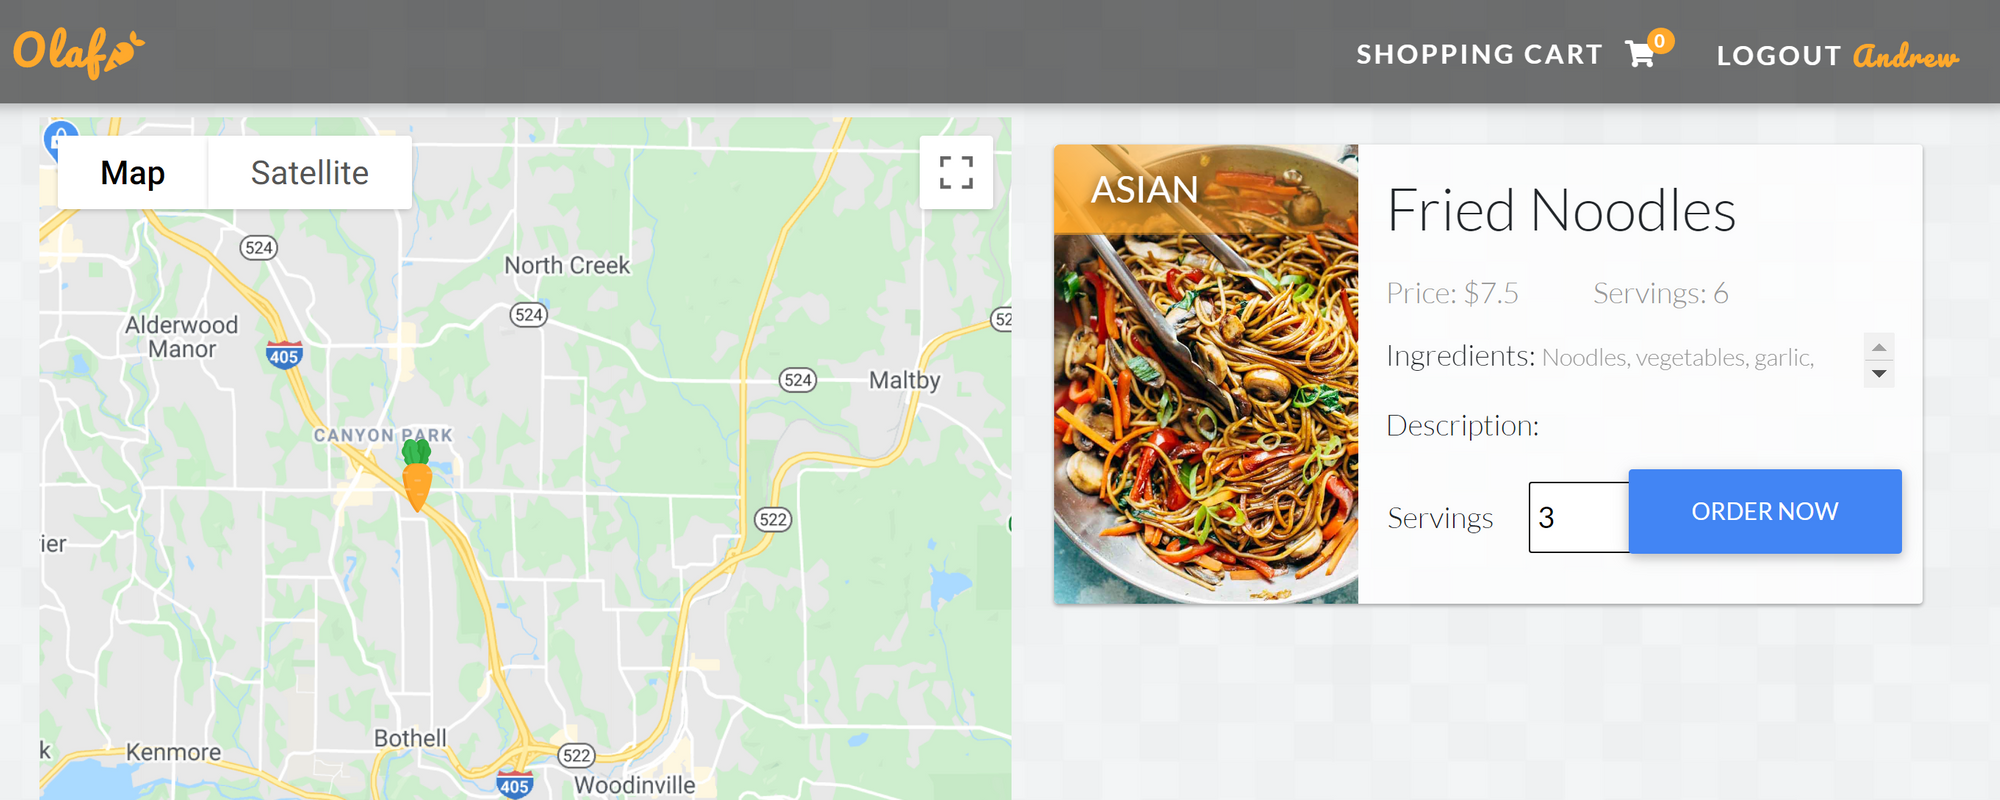 Olaf
SHOPPING CART 0
LOGOUT Andrew
Map Satellite
524
North Creek
524
Alderwood
Manor
405
52
524
Maltby
CANYON PARK
522
ier
k
Kenmore
Bothell
522
405
Woodinville
ASIAN
Fried Noodles
Price: $7.5 Servings: 6
Ingredients: Noodles, vegetables, garlic,
Description:
Servings 3 ORDER NOW